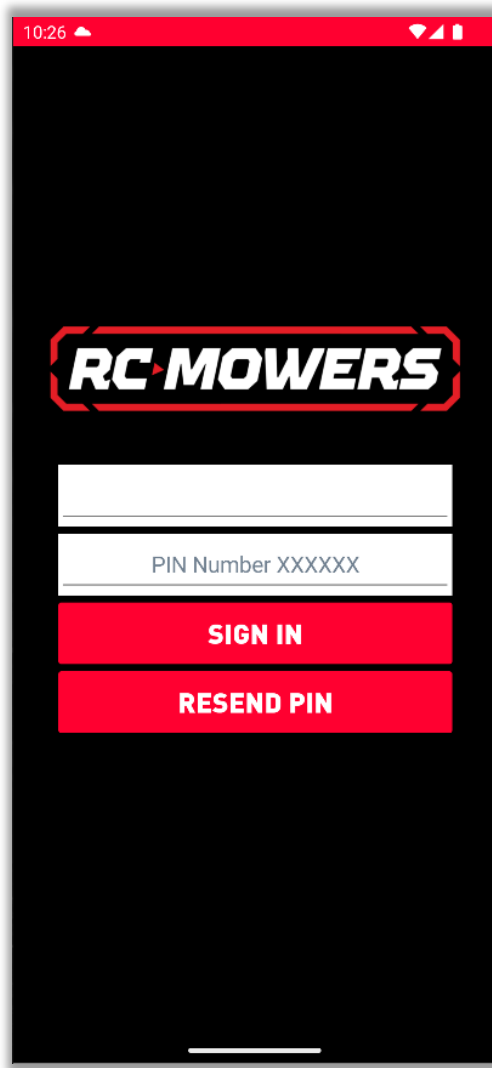 10:26
RC MOWERS
PIN Number XXXXXX
SIGN IN
RESEND PIN